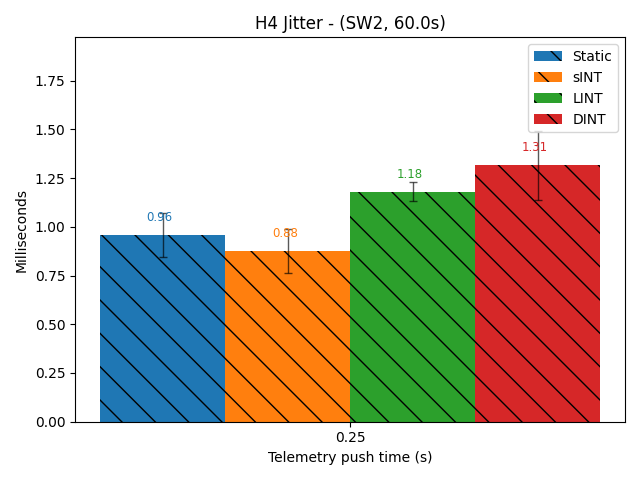 H4 Jitter - (SW2, 60.0s)
Milliseconds
1.75
1.50
1.25
1.00
0.75
0.50
0.25
0.00
Static
sINT
LINT
DINT
0.96
0.88
1.18
1.31
0.25
Telemetry push time (s)